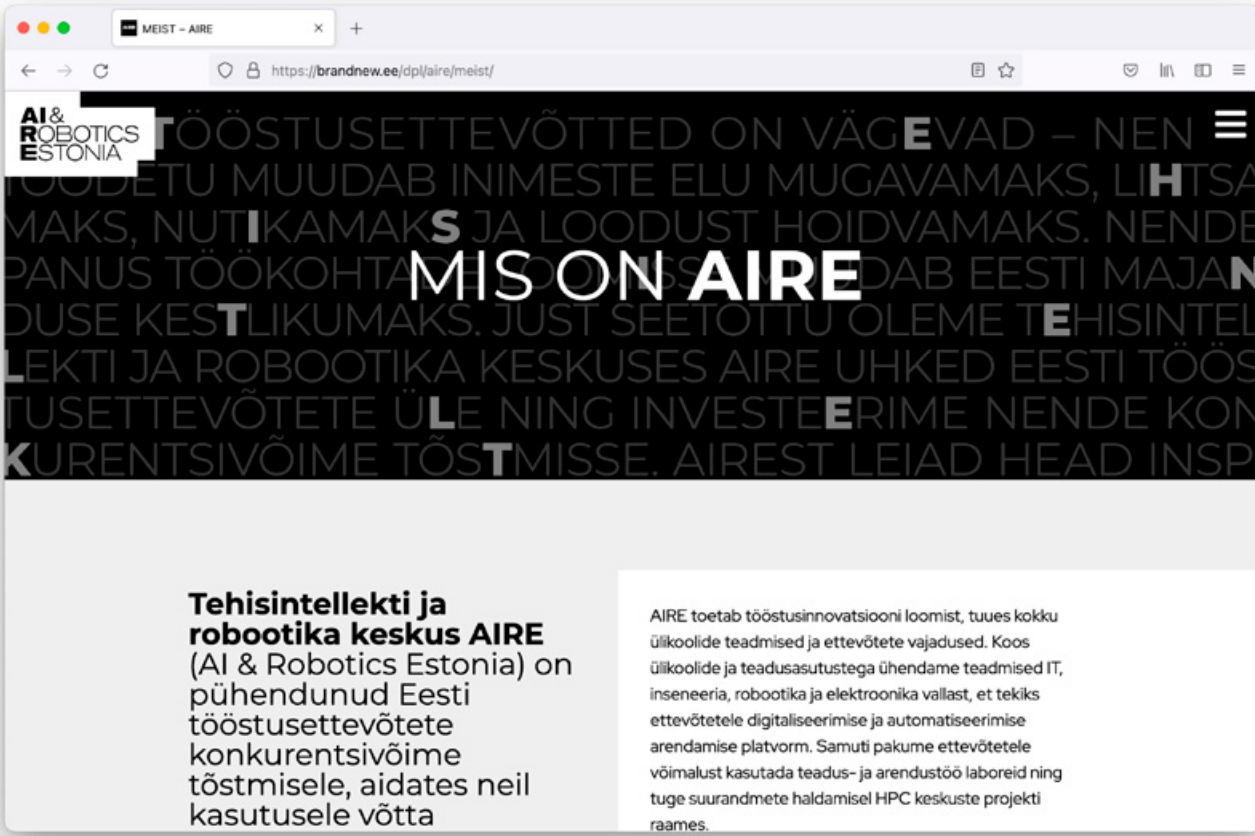 MEIST – AIRE
https://brandnew.ee/dpl/aire/meist/
AI&
ROBOTICS
ESTONIA
TÖÖSTUSETTEVÕTTED ON VÄGEVAD – NEN
TOODETU MUUDAB INIMESTE ELU MUGAVAMAKS, LIHTSA
MAKS, NUTIKAMAKS JA LOODUST HOIDVAMAKS. NENDE
PANUS TÖÖKOHTA DAB EESTI MAJAN
DUSE KESTLIKUMAKS. JUST SEETÕTTU OLEME TEHISINTEL
LEKTI JA ROBOOTIKA KESKUSES AIRE UHKED EESTI TÖÖS
TUSETTEVÕTETE ÜLE NING INVESTEERIME NENDE KON
KURENTSIVÕIME TÕSTMISSE. AIREST LEIAD HEAD INSP
MIS ON AIRE
Tehisintellekti ja
robootika keskus AIRE
(AI & Robotics Estonia) on
pühendunud Eesti
tööstusettevõtete
konkurentsivõime
tõstmisele, aidates neil
kasutusele võtta
AIRE toetab tööstusinnovatsiooni loomist, tuues kokku
ülikoolide teadmised ja ettevõtete vajadused. Koos
ülikoolide ja teadusasutustega ühendame teadmised IT,
inseneeria, robootika ja elektroonika vallast, et tekiks
ettevõtetele digitaliseerimise ja automatiseerimise
arendamise platvorm. Samuti pakume ettevõtetele
võimalust kasutada teadus- ja arendustöö laboreid ning
tuge suurandmete haldamisel HPC keskuste projekti
raames.